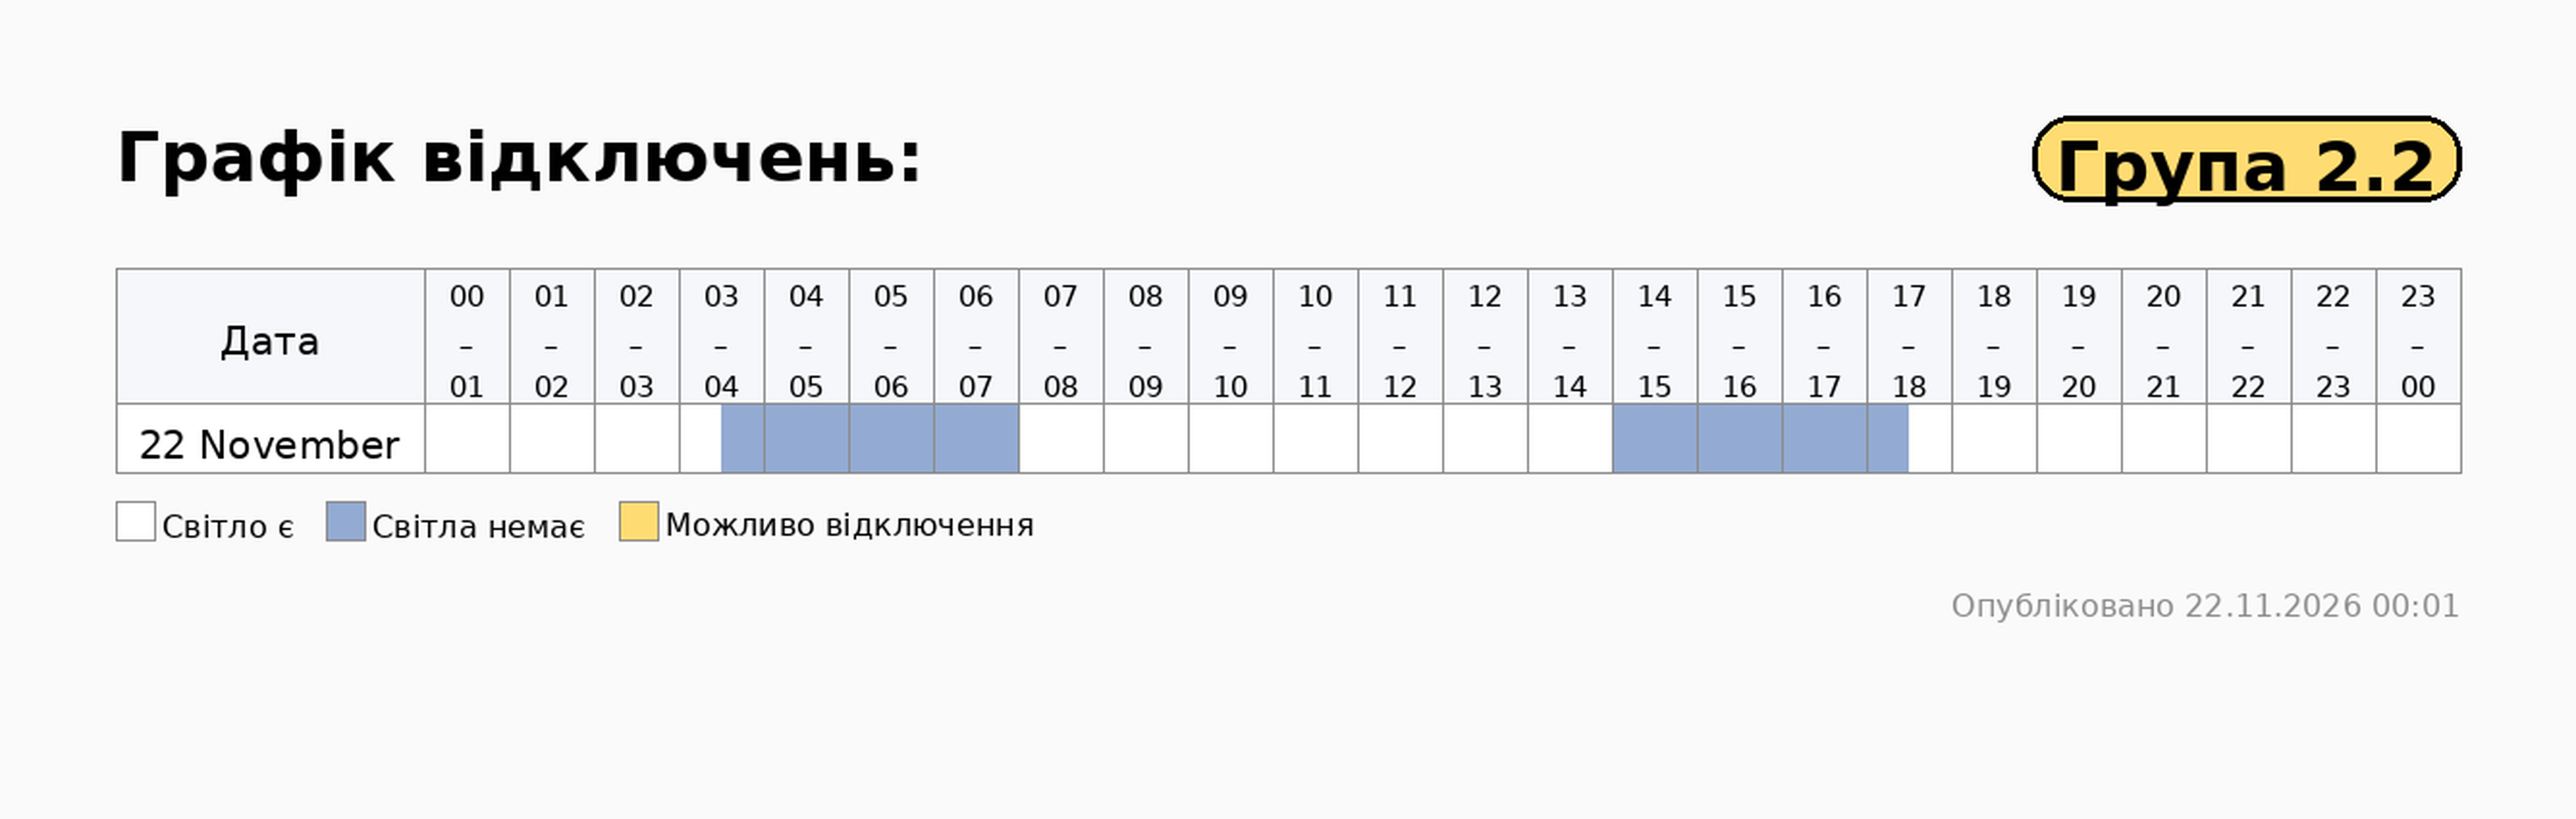 Графік відключень:
Група 2.2
Дата
00 – 01
01 – 02
02 – 03
03 – 04
04 – 05
05 – 06
06 – 07
07 – 08
08 – 09
09 – 10
10 – 11
11 – 12
12 – 13
13 – 14
14 – 15
15 – 16
16 – 17
17 – 18
18 – 19
19 – 20
20 – 21
21 – 22
22 – 23
23 – 00
22 November
Світло є
Світла немає
Можливо відключення
Опубліковано 22.11.2026 00:01